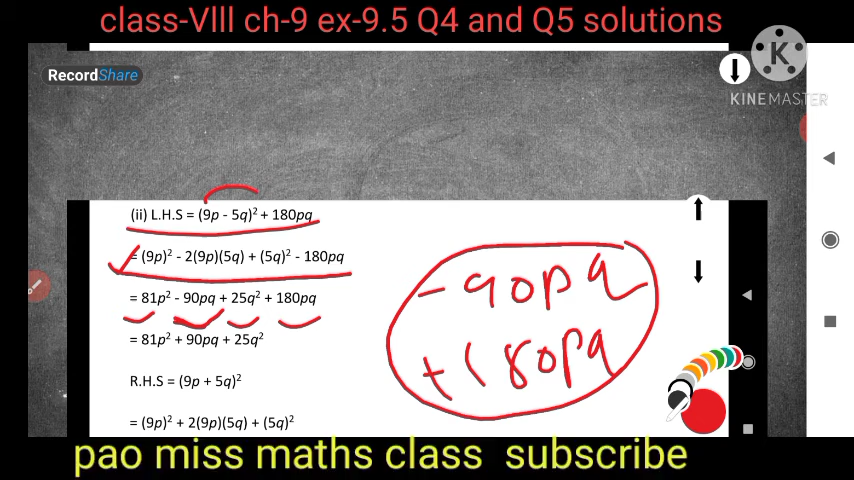 class-Vlll ch-9 ex-9.5 Q4 and Q5 solutions
RecordShare
K
KINEMASTER
(ii) L.H.S = (9p - 5q)² + 180pq
= (9p)² - 2(9p)(5q) + (5q)² - 180pq
= 81p² - 90pq + 25q² + 180pq
= 81p² + 90pq + 25q²
R.H.S = (9p + 5q)²
= (9p)² + 2(9p)(5q) + (5q)²
- 90pq
+180pq
pao miss maths class subscribe